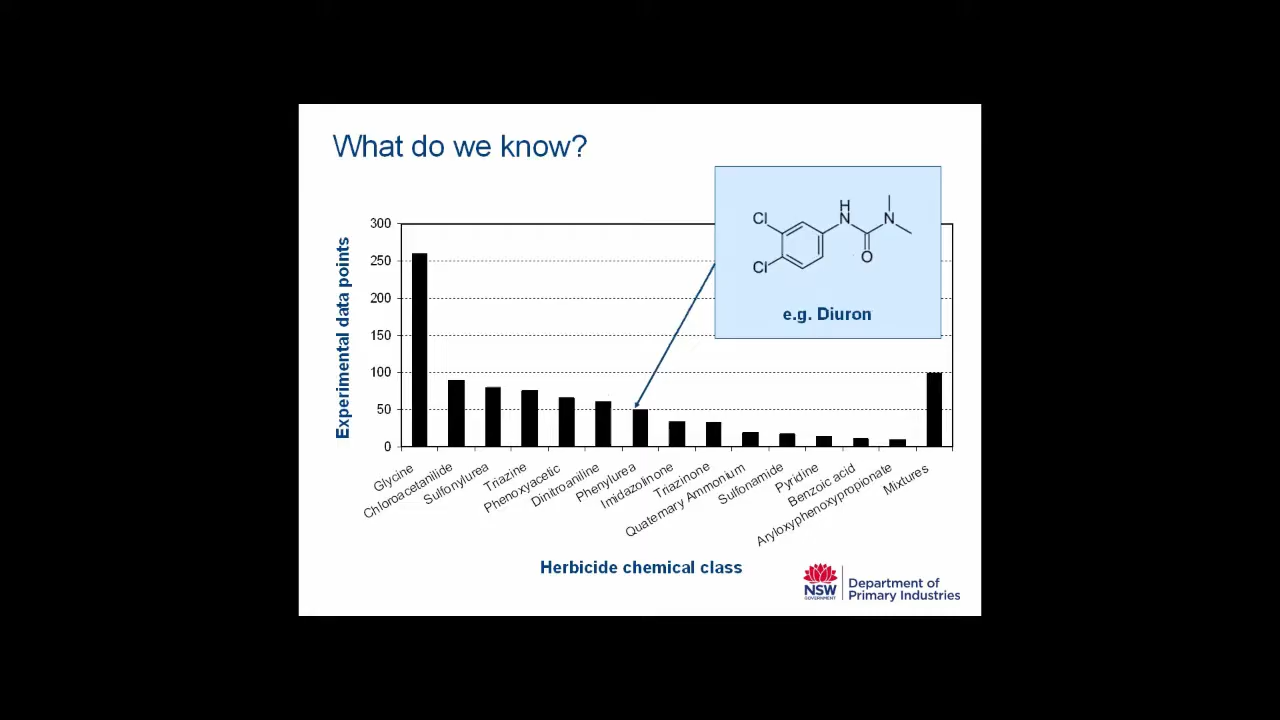 What do we know?
Experimental data points
300
250
200
150
100
50
0
Cl
Cl
H
N
N
O
e.g. Diuron
Glycine
Chloroacetanilide
Sulfonylurea
Triazine
Phenoxyacetic
Dinitroaniline
Phenylurea
Imidazolinone
Triazinone
Quaternary Ammonium
Sulfonamide
Pyridine
Benzoic acid
Aryloxyphenoxypropionate
Mixtures
Herbicide chemical class
NSW
GOVERNMENT
Department of
Primary Industries